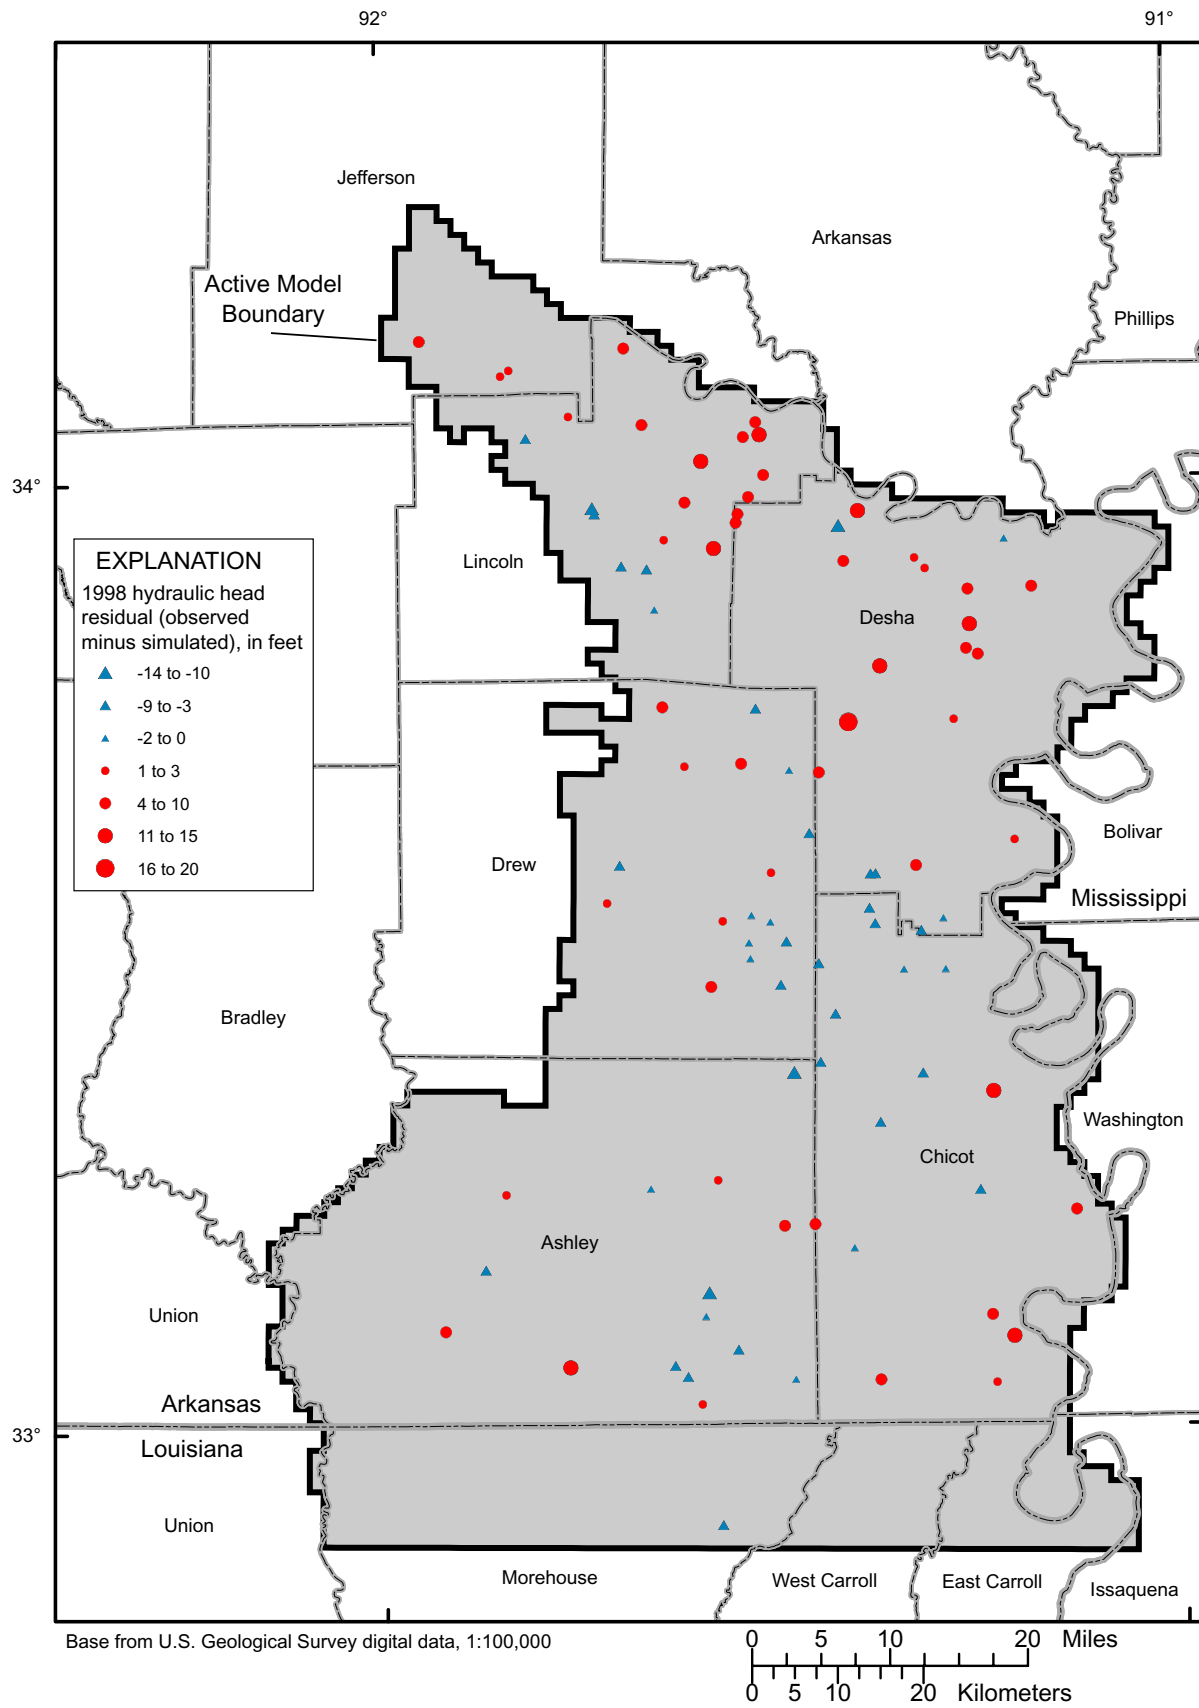 92°
91°
Jefferson
Arkansas
Active Model
Boundary
Phillips
34°
EXPLANATION
1998 hydraulic head
residual (observed
minus simulated), in feet
-14 to -10
-9 to -3
-2 to 0
1 to 3
4 to 10
11 to 15
16 to 20
Lincoln
Desha
Bolivar
Drew
Mississippi
Bradley
Washington
Chicot
Ashley
Union
Arkansas
33°
Louisiana
Union
Morehouse
West Carroll
East Carroll
Issaquena
Base from U.S. Geological Survey digital data, 1:100,000
0 5 10 20 Miles
0 5 10 20 Kilometers